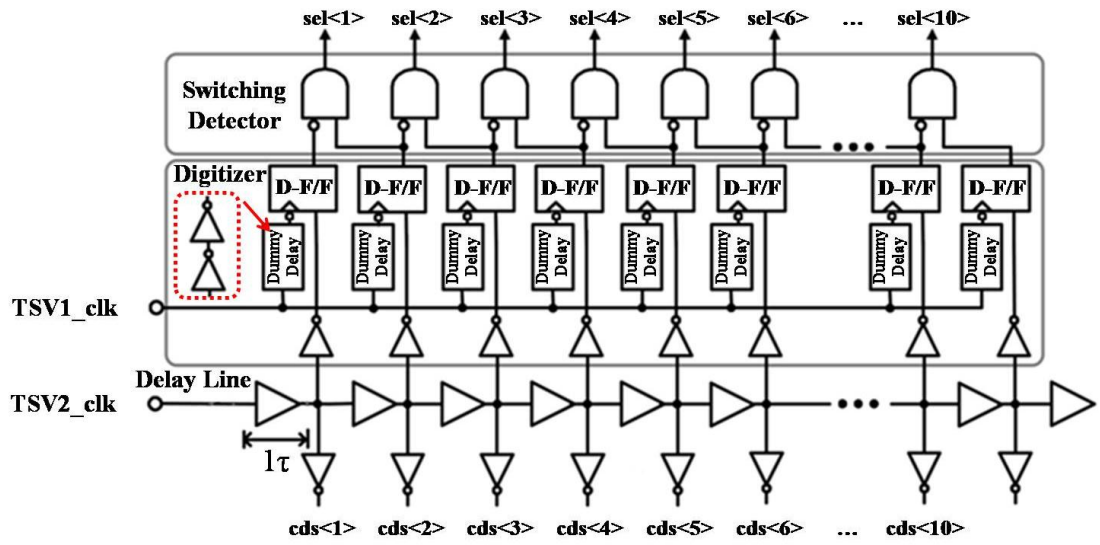 sel<1> sel<2> sel<3> sel<4> sel<5> sel<6> ... sel<10>
Switching
Detector
Digitizer
D-F/F D-F/F D-F/F D-F/F D-F/F D-F/F D-F/F D-F/F
Dummy Delay Dummy Delay Dummy Delay Dummy Delay Dummy Delay Dummy Delay Dummy Delay Dummy Delay
TSV1_clk
Delay Line
TSV2_clk
1τ
cds<1> cds<2> cds<3> cds<4> cds<5> cds<6> ... cds<10>